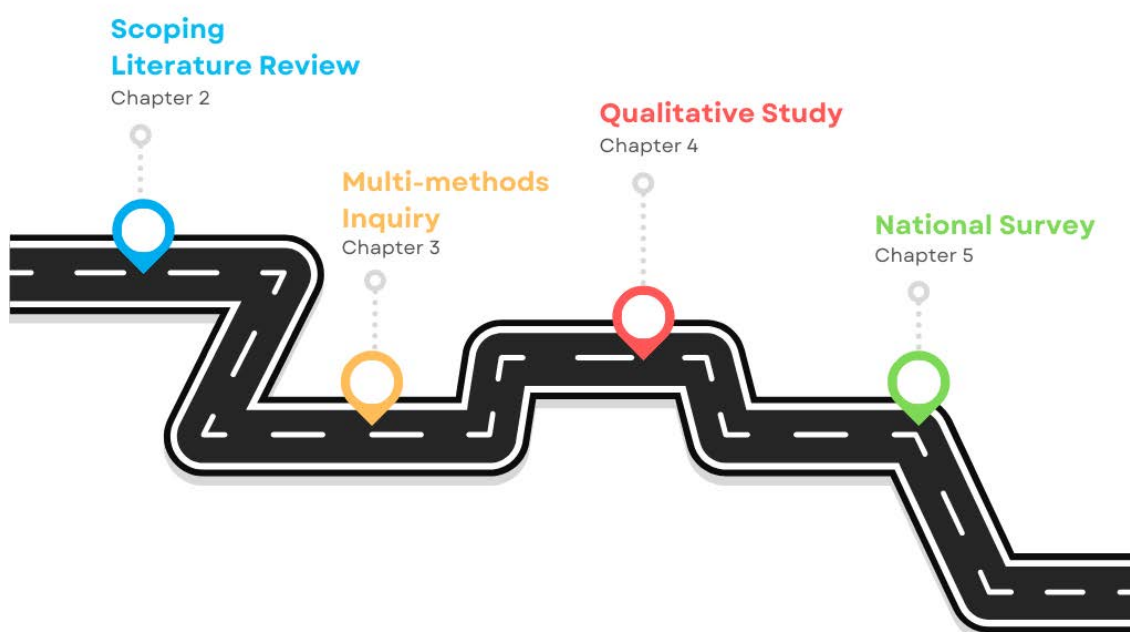 Scoping
Literature Review
Chapter 2
Multi-methods
Inquiry
Chapter 3
Qualitative Study
Chapter 4
National Survey
Chapter 5